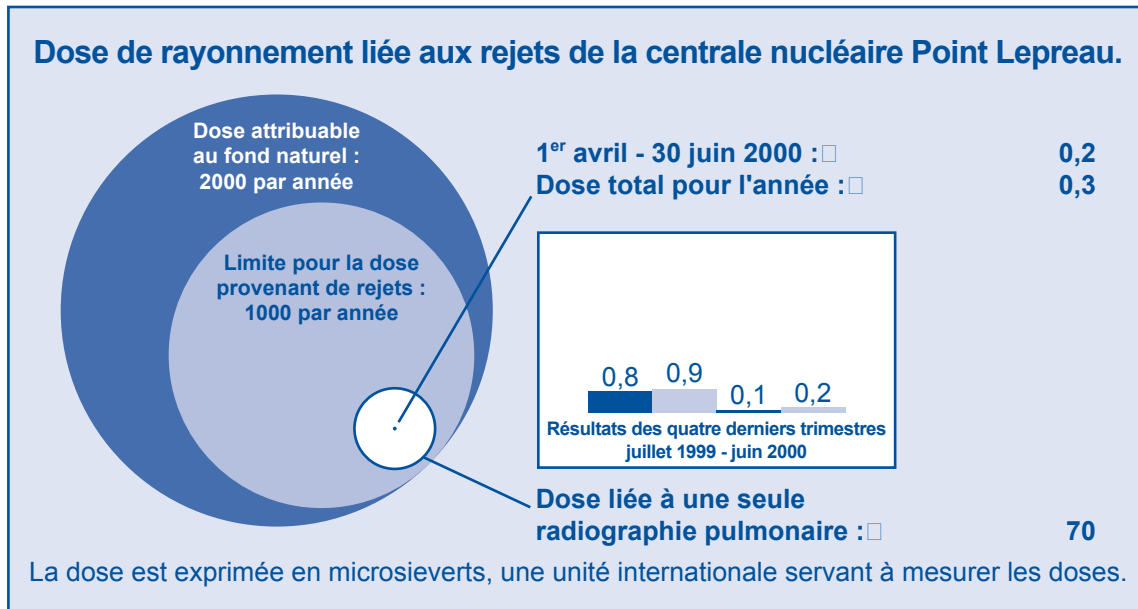 Dose de rayonnement liée aux rejets de la centrale nucléaire Point Lepreau.
Dose attribuable
au fond naturel :
2000 par année
Limite pour la dose
provenant de rejets :
1000 par année
1er avril - 30 juin 2000 :□ 0,2
Dose total pour l'année :□ 0,3
0,8 0,9 0,1 0,2
Résultats des quatre derniers trimestres
juillet 1999 - juin 2000
Dose liée à une seule
radiographie pulmonaire :□ 70
La dose est exprimée en microsieverts, une unité internationale servant à mesurer les doses.